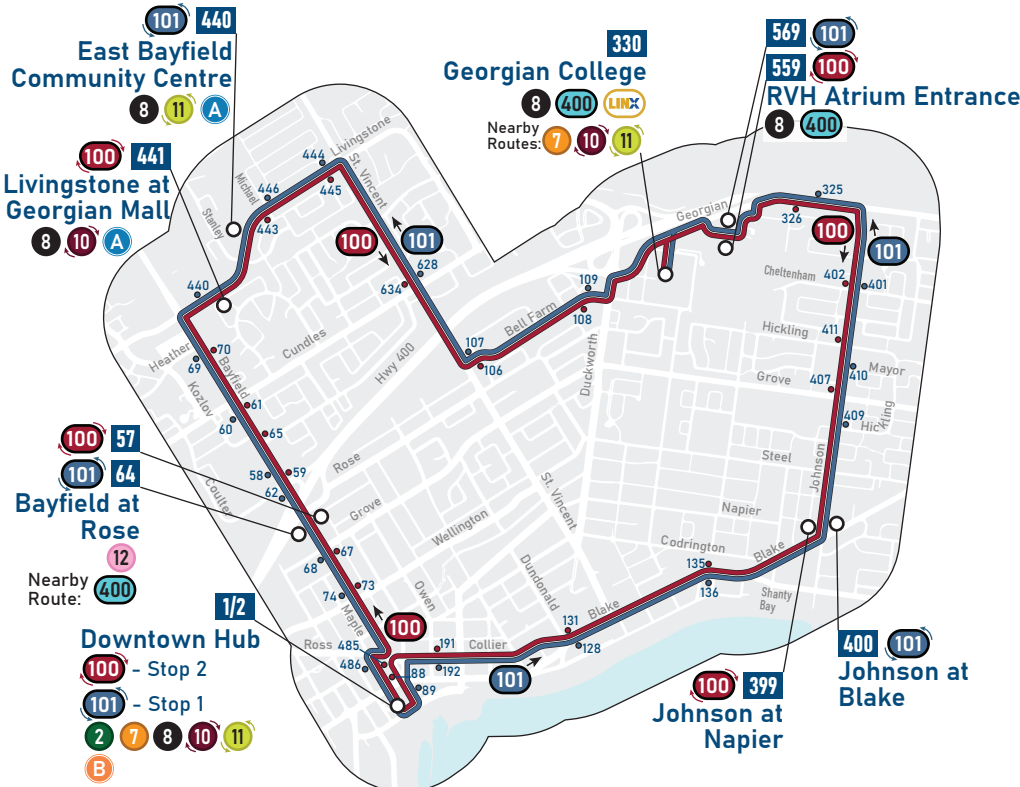 101 440
East Bayfield
Community Centre
8 11 A
100 441
Livingstone at
Georgian Mall
8 10 A
330
Georgian College
8 400 LINX
Nearby
Routes: 7 10 11
569 101
559 100
RVH Atrium Entrance
8 400
Livingstone
444
St. Vincent
445
Michael
446
443
Stanley
100
101
628
634
440
Georgian
325
326
100
101
Cheltenham
402
401
109
108
Bell Farm
107
106
Hwy 400
Cundles
Heather
70
69
Bayfield
Kozlov
61
60
65
Duckworth
Hickling
411
Mayor
410
Grove
407
409
Hickling
Steel
Johnson
100 57
101 64
Bayfield at
Rose
12
Nearby
Route: 400
Rose
59
58
62
Coulter
Grove
Wellington
St. Vincent
Napier
Codrington
Blake
135
136
Shanty
Bay
67
68
73
74
Maple
Owen
Dundonald
Blake
131
128
100
Ross
485
486
191
Collier
192
88
89
101
1/2
Downtown Hub
100 - Stop 2
101 - Stop 1
2 7 8 10 11
B
100 399
Johnson at
Napier
400 101
Johnson at
Blake